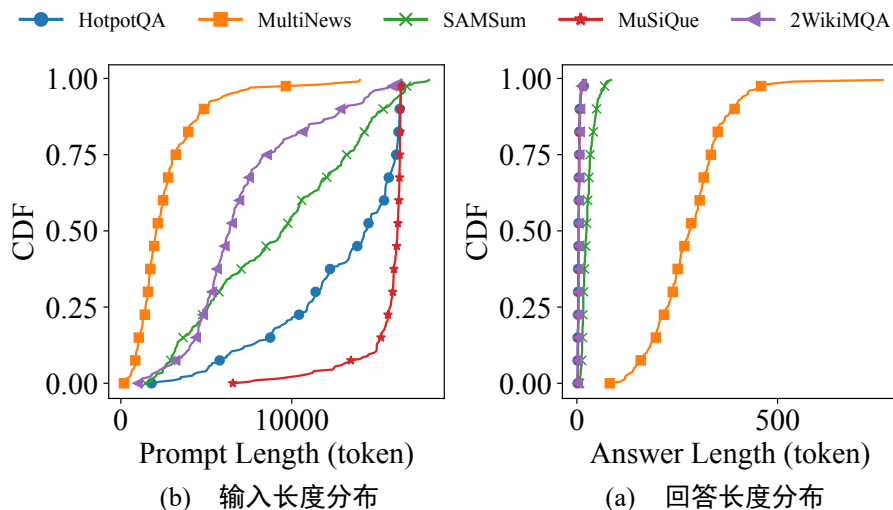 HotpotQA MultiNews SAMSum MuSiQue 2WikiMQA
1.00
0.75
0.50
0.25
0.00
CDF
0 10000
Prompt Length (token)
(b) 输入长度分布
1.00
0.75
0.50
0.25
0.00
CDF
0 500
Answer Length (token)
(a) 回答长度分布